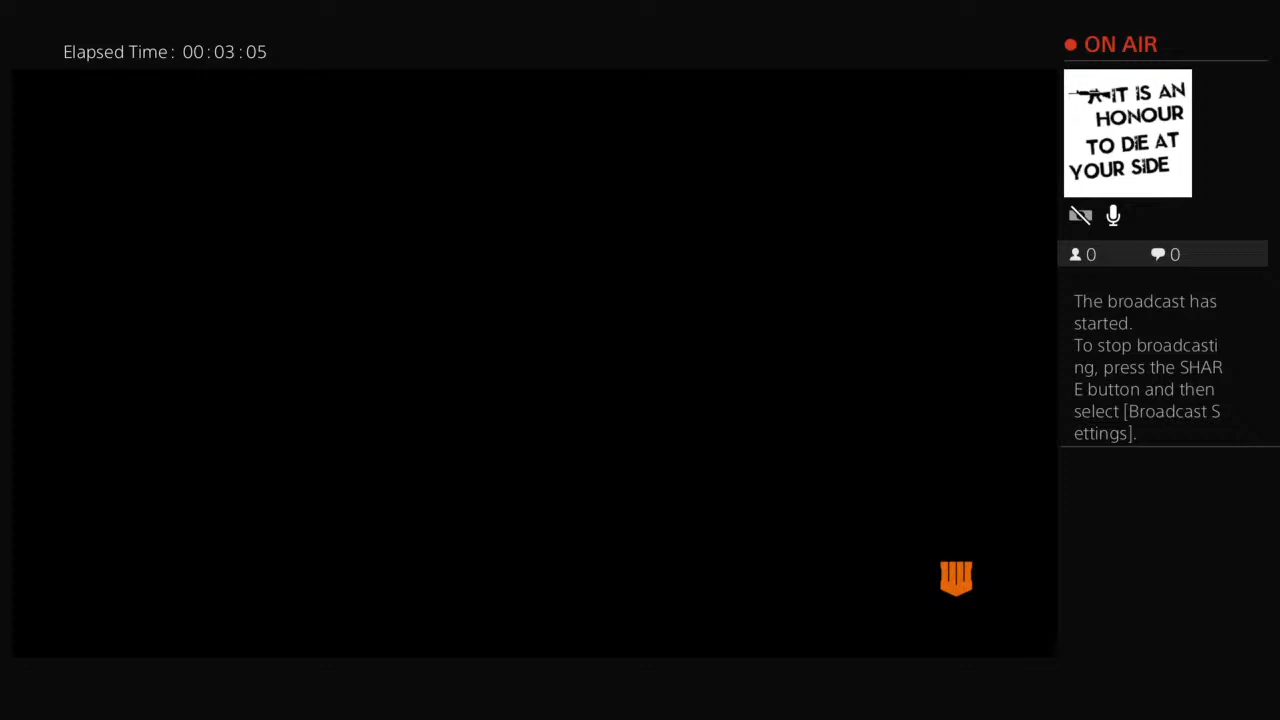 Elapsed Time: 00:03:05
ON AIR
IT IS AN
HONOUR
TO DIE AT
YOUR SIDE
0 0
The broadcast has
started.
To stop broadcasti
ng, press the SHAR
E button and then
select [Broadcast S
ettings].